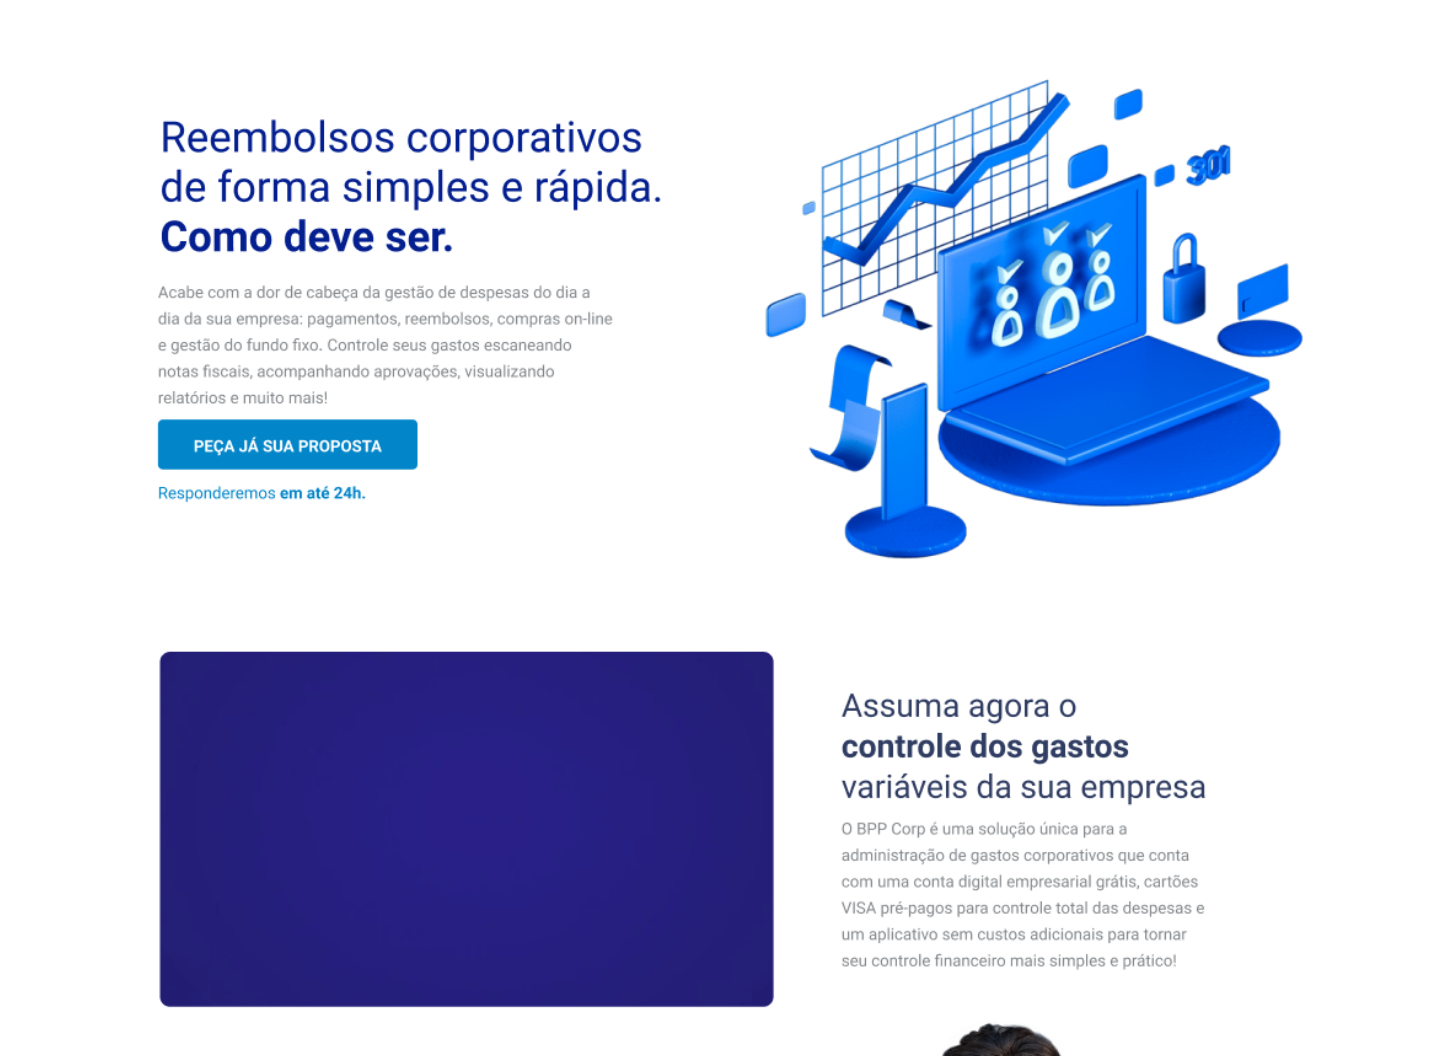 Reembolsos corporativos
de forma simples e rápida.
Como deve ser.
Acabe com a dor de cabeça da gestão de despesas do dia a
dia da sua empresa: pagamentos, reembolsos, compras on-line
e gestão do fundo fixo. Controle seus gastos escaneando
notas fiscais, acompanhando aprovações, visualizando
relatórios e muito mais!
PEÇA JÁ SUA PROPOSTA
Responderemos em até 24h.
301
Assuma agora o
controle dos gastos
variáveis da sua empresa
O BPP Corp é uma solução única para a
administração de gastos corporativos que conta
com uma conta digital empresarial grátis, cartões
VISA pré-pagos para controle total das despesas e
um aplicativo sem custos adicionais para tornar
seu controle financeiro mais simples e prático!